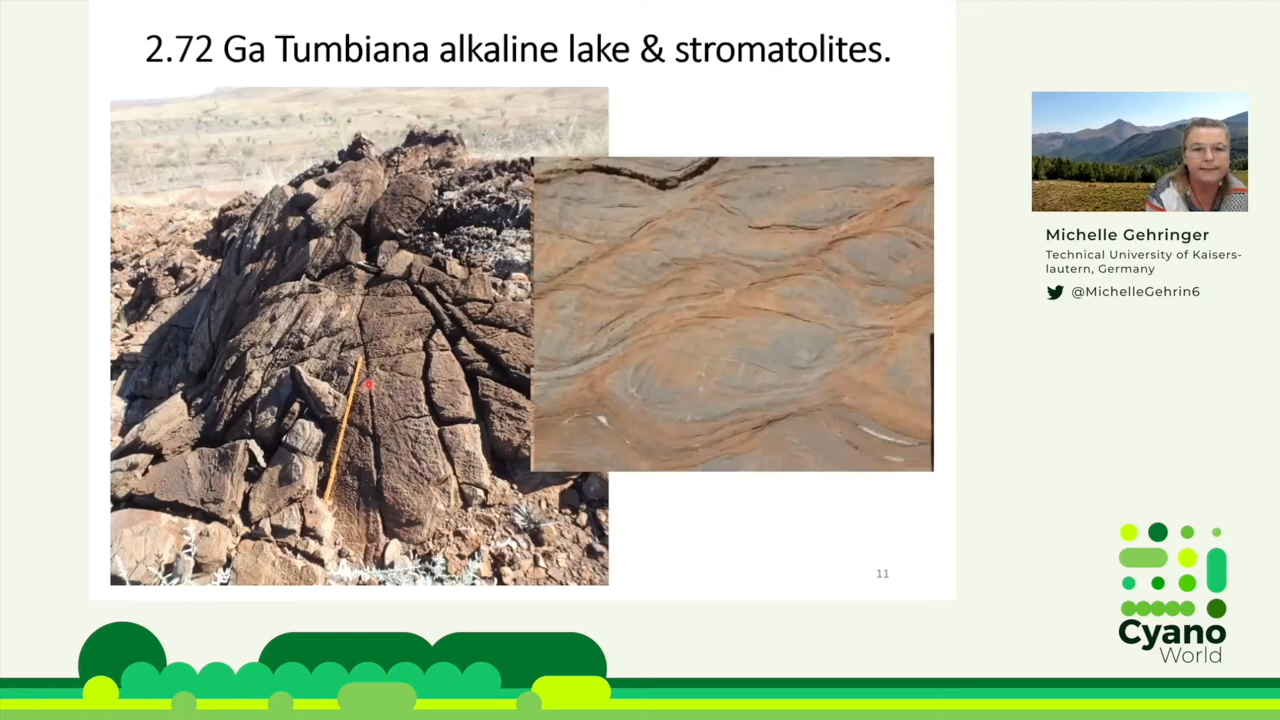 2.72 Ga Tumbiana alkaline lake & stromatolites.
11
Michelle Gehringer
Technical University of Kaisers-
lautern, Germany
@MichelleGehrin6
Cyano
World